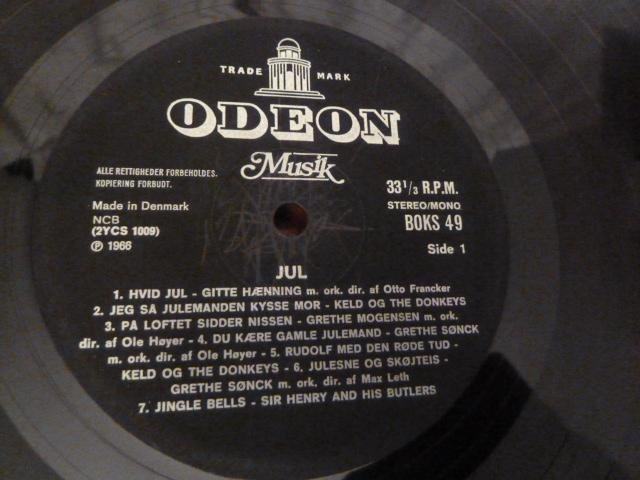 TRADE MARK
ODEON
Musik
ALLE RETTIGHEDER FORBEHOLDES.
KOPIERING FORBUDT.
Made in Denmark
NCB
(2YCS 1009)
Ⓟ 1966
33 1/3 R.P.M.
STEREO/MONO
BOKS 49
Side 1
JUL
1. HVID JUL - GITTE HÆNNING m. ork. dir. af Otto Francker
2. JEG SÅ JULEMANDEN KYSSE MOR - KELD OG THE DONKEYS
3. PÅ LOFTET SIDDER NISSEN - GRETHE MOGENSEN m. ork.
dir. af Ole Høyer - 4. DU KÆRE GAMLE JULEMAND - GRETHE SØNCK
m. ork. dir. af Ole Høyer - 5. RUDOLF MED DEN RØDE TUD -
KELD OG THE DONKEYS - 6. JULESNE OG SKØJTEIS -
GRETHE SØNCK m. ork. dir. af Max Leth
7. JINGLE BELLS - SIR HENRY AND HIS BUTLERS